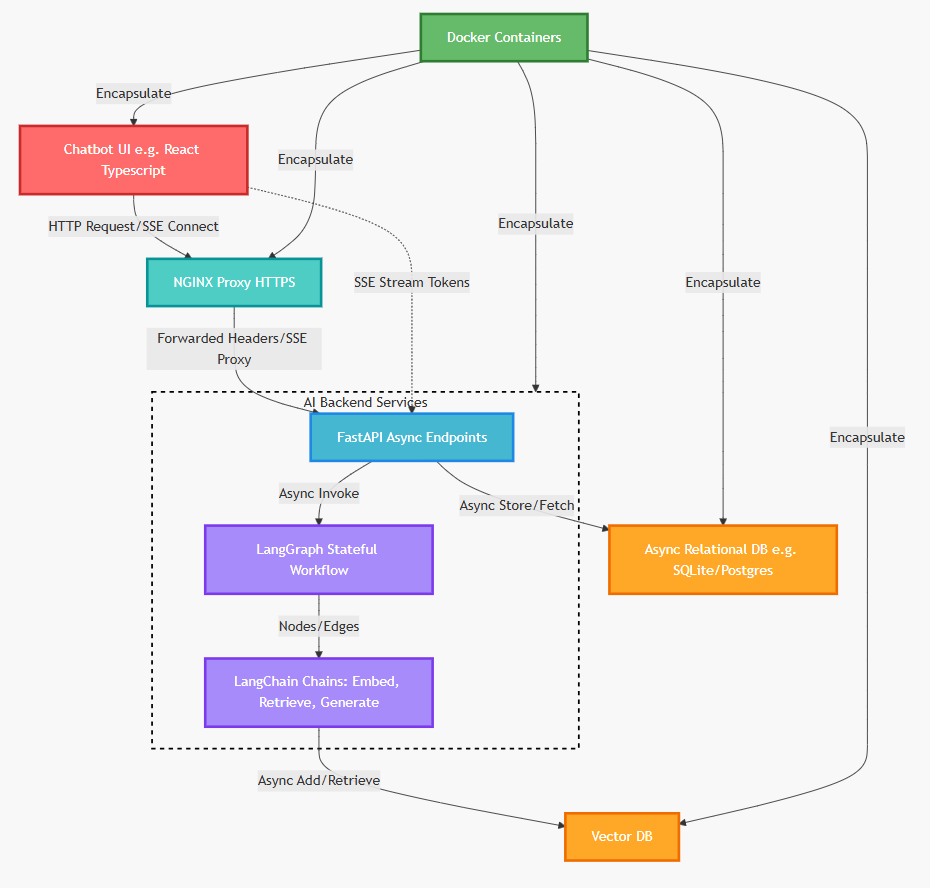 Docker Containers
Encapsulate
Chatbot UI e.g. React
Typescript
Encapsulate
HTTP Request/SSE Connect
Encapsulate
NGINX Proxy HTTPS
SSE Stream Tokens
Encapsulate
Forwarded Headers/SSE
Proxy
AI Backend Services
FastAPI Async Endpoints
Encapsulate
Async Invoke
Async Store/Fetch
LangGraph Stateful
Workflow
Async Relational DB e.g.
SQLite/Postgres
Nodes/Edges
LangChain Chains: Embed,
Retrieve, Generate
Async Add/Retrieve
Vector DB